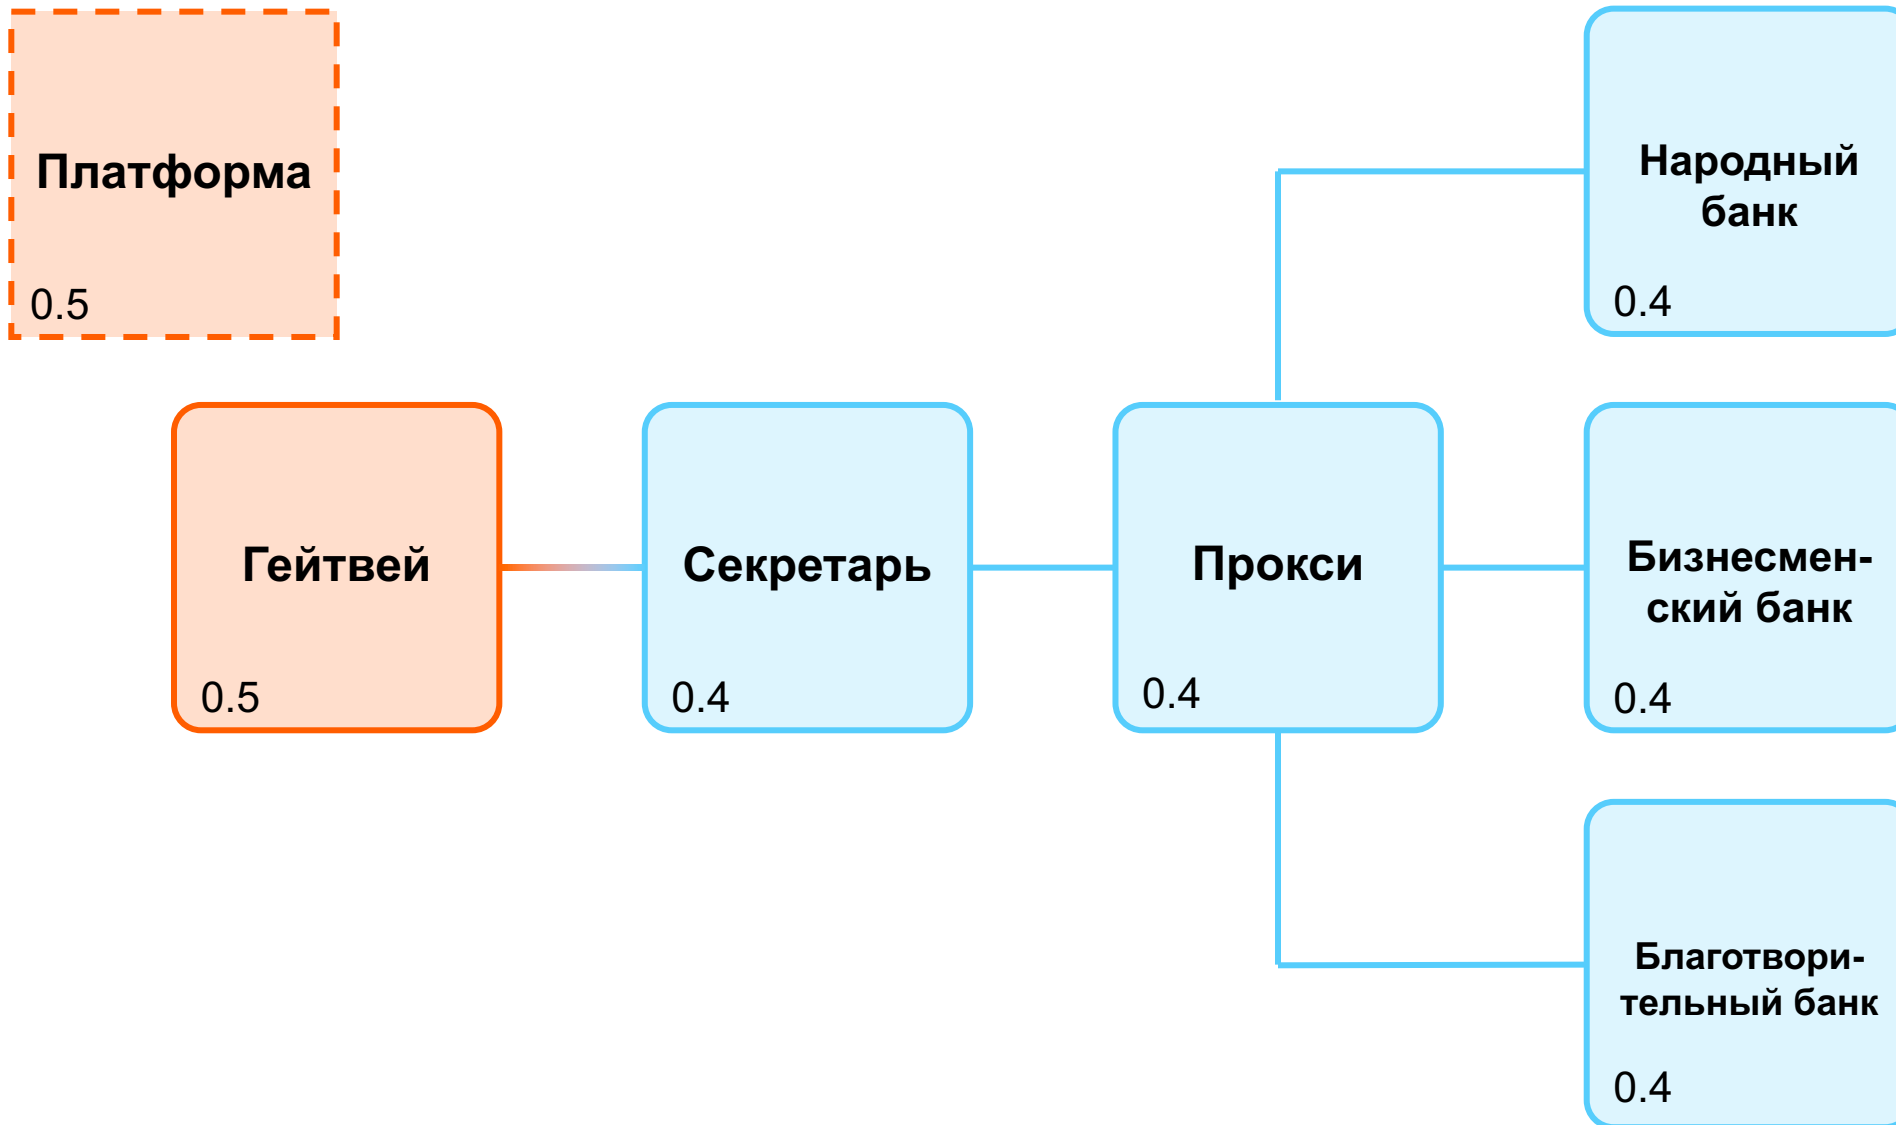 Платформа
0.5
Народный
банк
0.4
Гейтвей
0.5
Секретарь
0.4
Прокси
0.4
Бизнесмен-
ский банк
0.4
Благотвори-
тельный банк
0.4